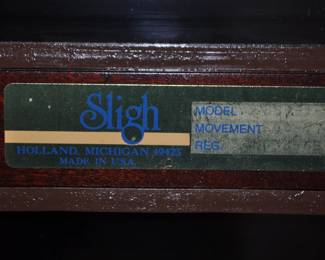 Sligh
HOLLAND, MICHIGAN 49423
MADE IN U.S.A.
MODEL
MOVEMENT
REG.